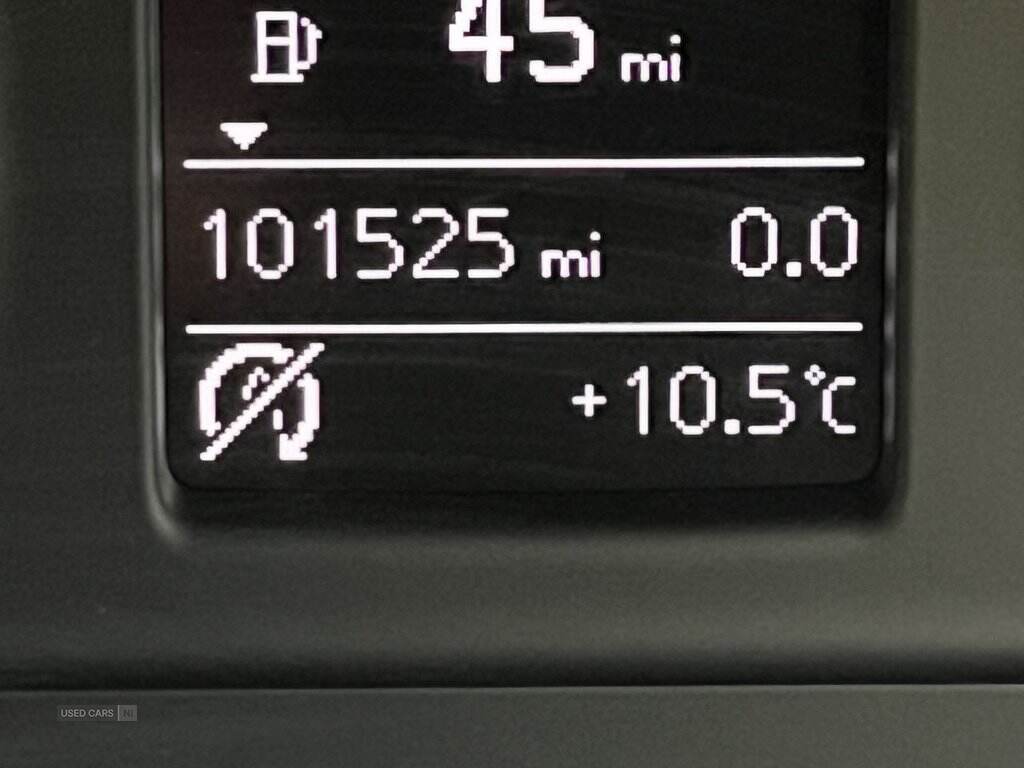 45 mi
101525 mi 0.0
+10.5°C
USED CARS NI